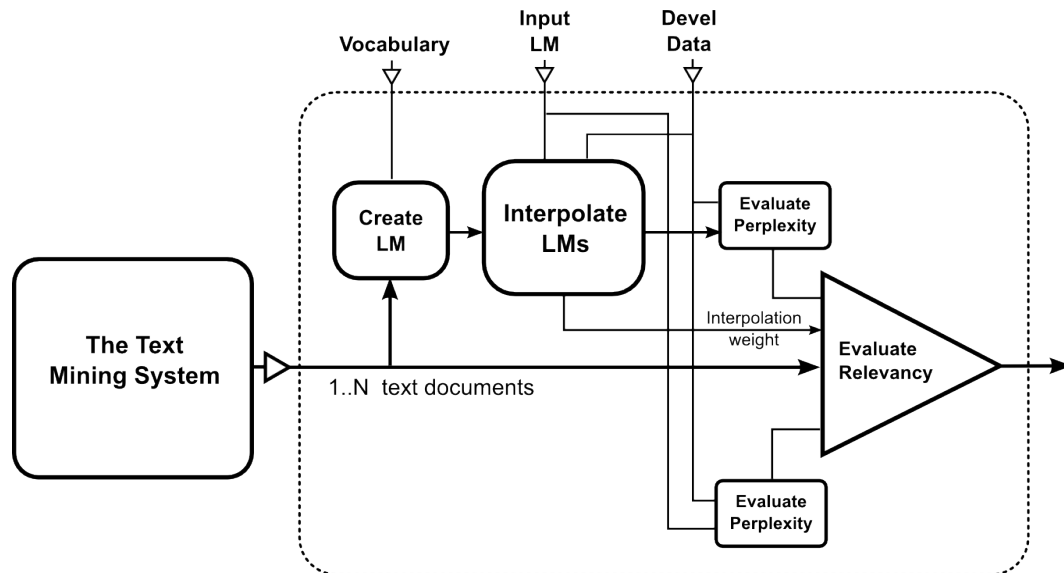 Input
LM
Devel
Data
Vocabulary
Create
LM
Interpolate
LMs
Evaluate
Perplexity
The Text
Mining System
Interpolation
weight
Evaluate
Relevancy
1..N text documents
Evaluate
Perplexity